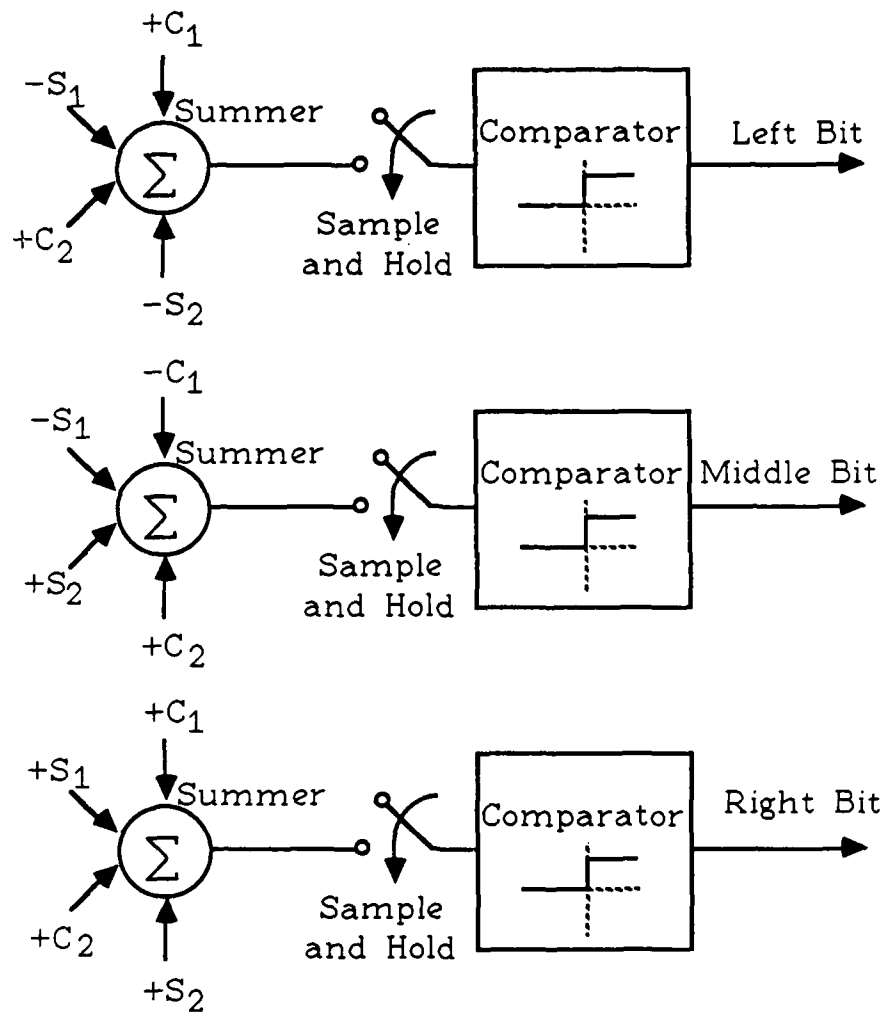 +C1
-S1
Summer
Σ
+C2
-S2
Sample
and Hold
Comparator
Left Bit
-C1
-S1
Summer
Σ
+S2
+C2
Sample
and Hold
Comparator
Middle Bit
+C1
+S1
Summer
Σ
+C2
+S2
Sample
and Hold
Comparator
Right Bit